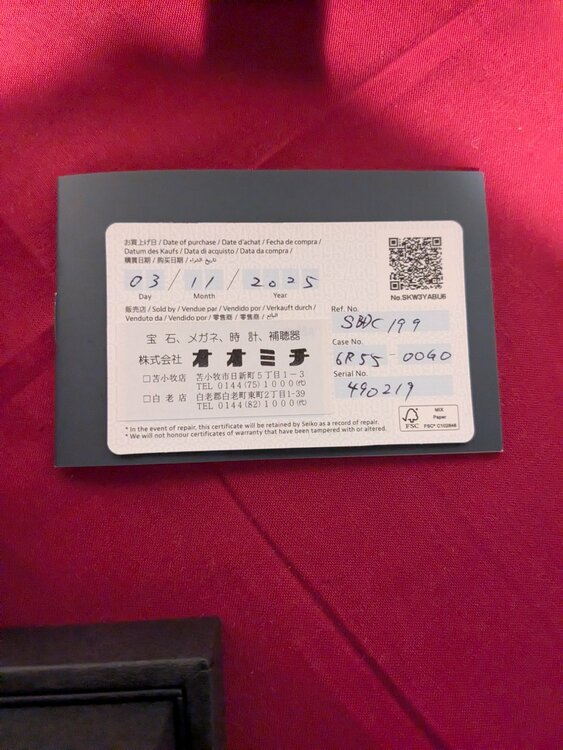 お買上げ日 / Date of purchase / Date d'achat / Fecha de compra /
Datum des Kaufs / Data di acquisto / Data da compra /
購買日期 / 购买日期 / تاريخ الشراء
03 / 11 / 2025
Day Month Year
販売店 / Sold by / Vendue par / Vendido por / Verkauft durch /
Venduto da / Vendido por / 零售商 / 零售商 / البائع
宝石、メガネ、時計、補聴器
株式会社 オオミチ
□苫小牧店 苫小牧市日新町5丁目1-3
TEL 0144(75)1000(代)
□白老店 白老郡白老町東町2丁目1-39
TEL 0144(82)1000(代)
No.SKW3YABU6
Ref. No.
SBDC199
Case No.
6R55-00G0
Serial No.
490219
FSC
MIX
Paper
FSC® C102846
* In the event of repair, this certificate will be retained by Seiko as a record of repair.
* We will not honour certificates of warranty that have been tampered with or altered.